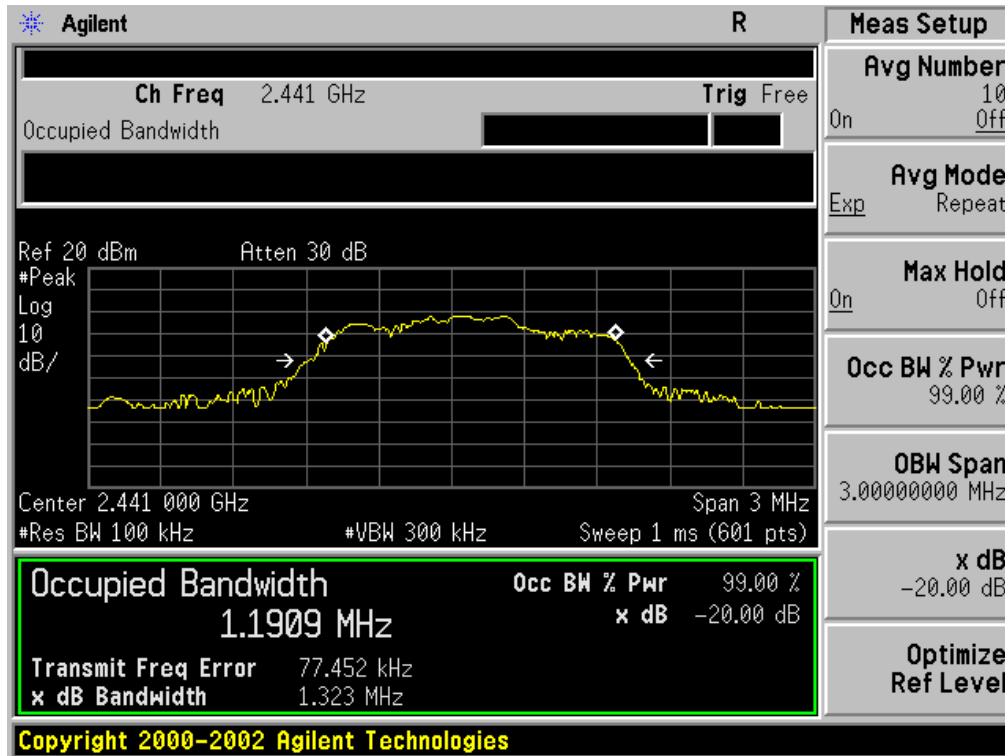 Agilent R
Ch Freq 2.441 GHz Trig Free
Occupied Bandwidth
Ref 20 dBm Atten 30 dB
#Peak
Log
10
dB/
Center 2.441 000 GHz Span 3 MHz
#Res BW 100 kHz #VBW 300 kHz Sweep 1 ms (601 pts)
Occupied Bandwidth Occ BW % Pwr 99.00 %
1.1909 MHz x dB -20.00 dB
Transmit Freq Error 77.452 kHz
x dB Bandwidth 1.323 MHz
Copyright 2000-2002 Agilent Technologies
Meas Setup
Avg Number
10
On Off
Avg Mode
Exp Repeat
Max Hold
On Off
Occ BW % Pwr
99.00 %
OBW Span
3.00000000 MHz
x dB
-20.00 dB
Optimize
Ref Level